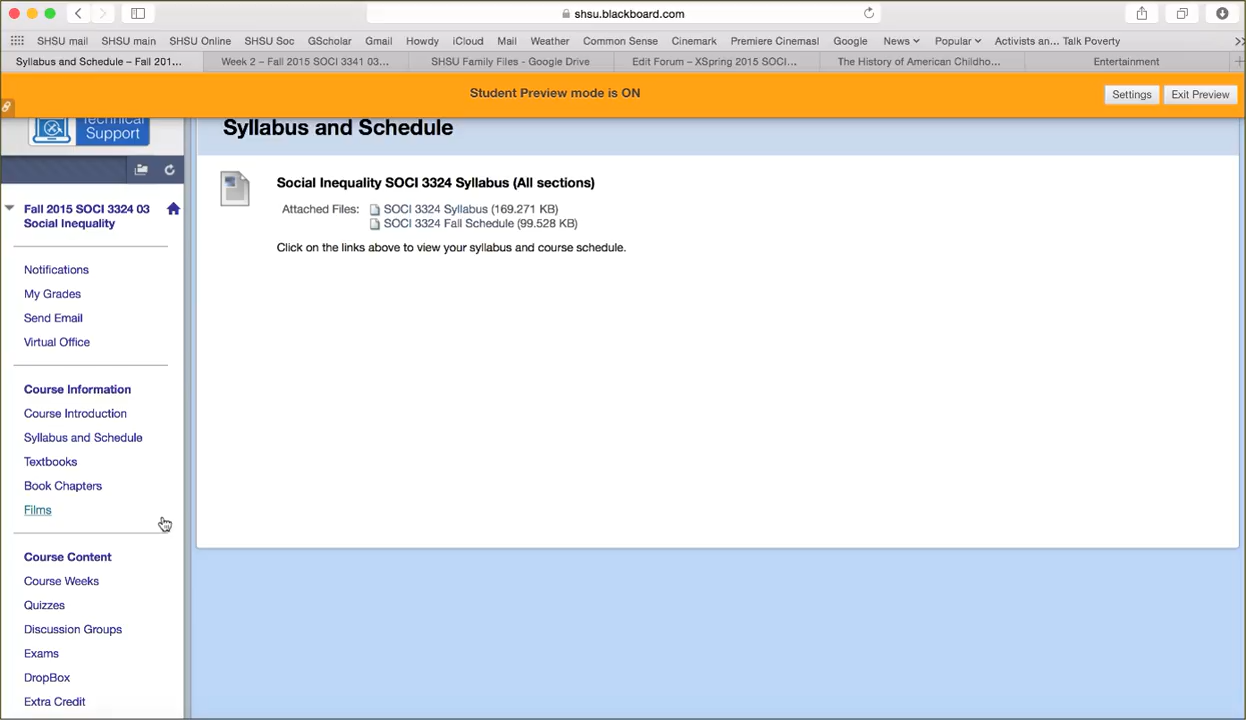 shsu.blackboard.com
SHSU mail SHSU main SHSU Online SHSU Soc GScholar Gmail Howdy iCloud Mail Weather Common Sense Cinemark Premiere Cinemasl Google News Popular Activists an... Talk Poverty
Syllabus and Schedule – Fall 201... Week 2 – Fall 2015 SOCI 3341 03... SHSU Family Files - Google Drive Edit Forum – XSpring 2015 SOCI... The History of American Childho... Entertainment
Student Preview mode is ON
Settings Exit Preview
Technical
Support
Syllabus and Schedule
Social Inequality SOCI 3324 Syllabus (All sections)
Attached Files: SOCI 3324 Syllabus (169.271 KB)
SOCI 3324 Fall Schedule (99.528 KB)
Click on the links above to view your syllabus and course schedule.
Fall 2015 SOCI 3324 03
Social Inequality
Notifications
My Grades
Send Email
Virtual Office
Course Information
Course Introduction
Syllabus and Schedule
Textbooks
Book Chapters
Films
Course Content
Course Weeks
Quizzes
Discussion Groups
Exams
DropBox
Extra Credit